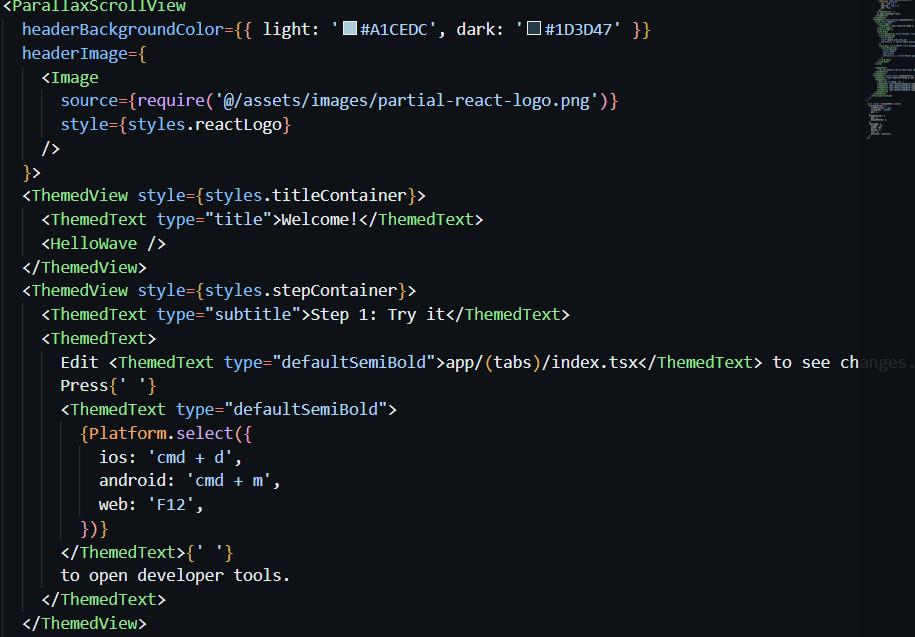 <ParallaxScrollView
headerBackgroundColor={{ light: '#A1CEDC', dark: '#1D3D47' }}
headerImage={
<Image
source={require('@/assets/images/partial-react-logo.png')}
style={styles.reactLogo}
/>
}>
<ThemedView style={styles.titleContainer}>
<ThemedText type="title">Welcome!</ThemedText>
<HelloWave />
</ThemedView>
<ThemedView style={styles.stepContainer}>
<ThemedText type="subtitle">Step 1: Try it</ThemedText>
<ThemedText>
Edit <ThemedText type="defaultSemiBold">app/(tabs)/index.tsx</ThemedText> to see changes.
Press{' '}
<ThemedText type="defaultSemiBold">
{Platform.select({
ios: 'cmd + d',
android: 'cmd + m',
web: 'F12',
})}
</ThemedText>{' '}
to open developer tools.
</ThemedText>
</ThemedView>